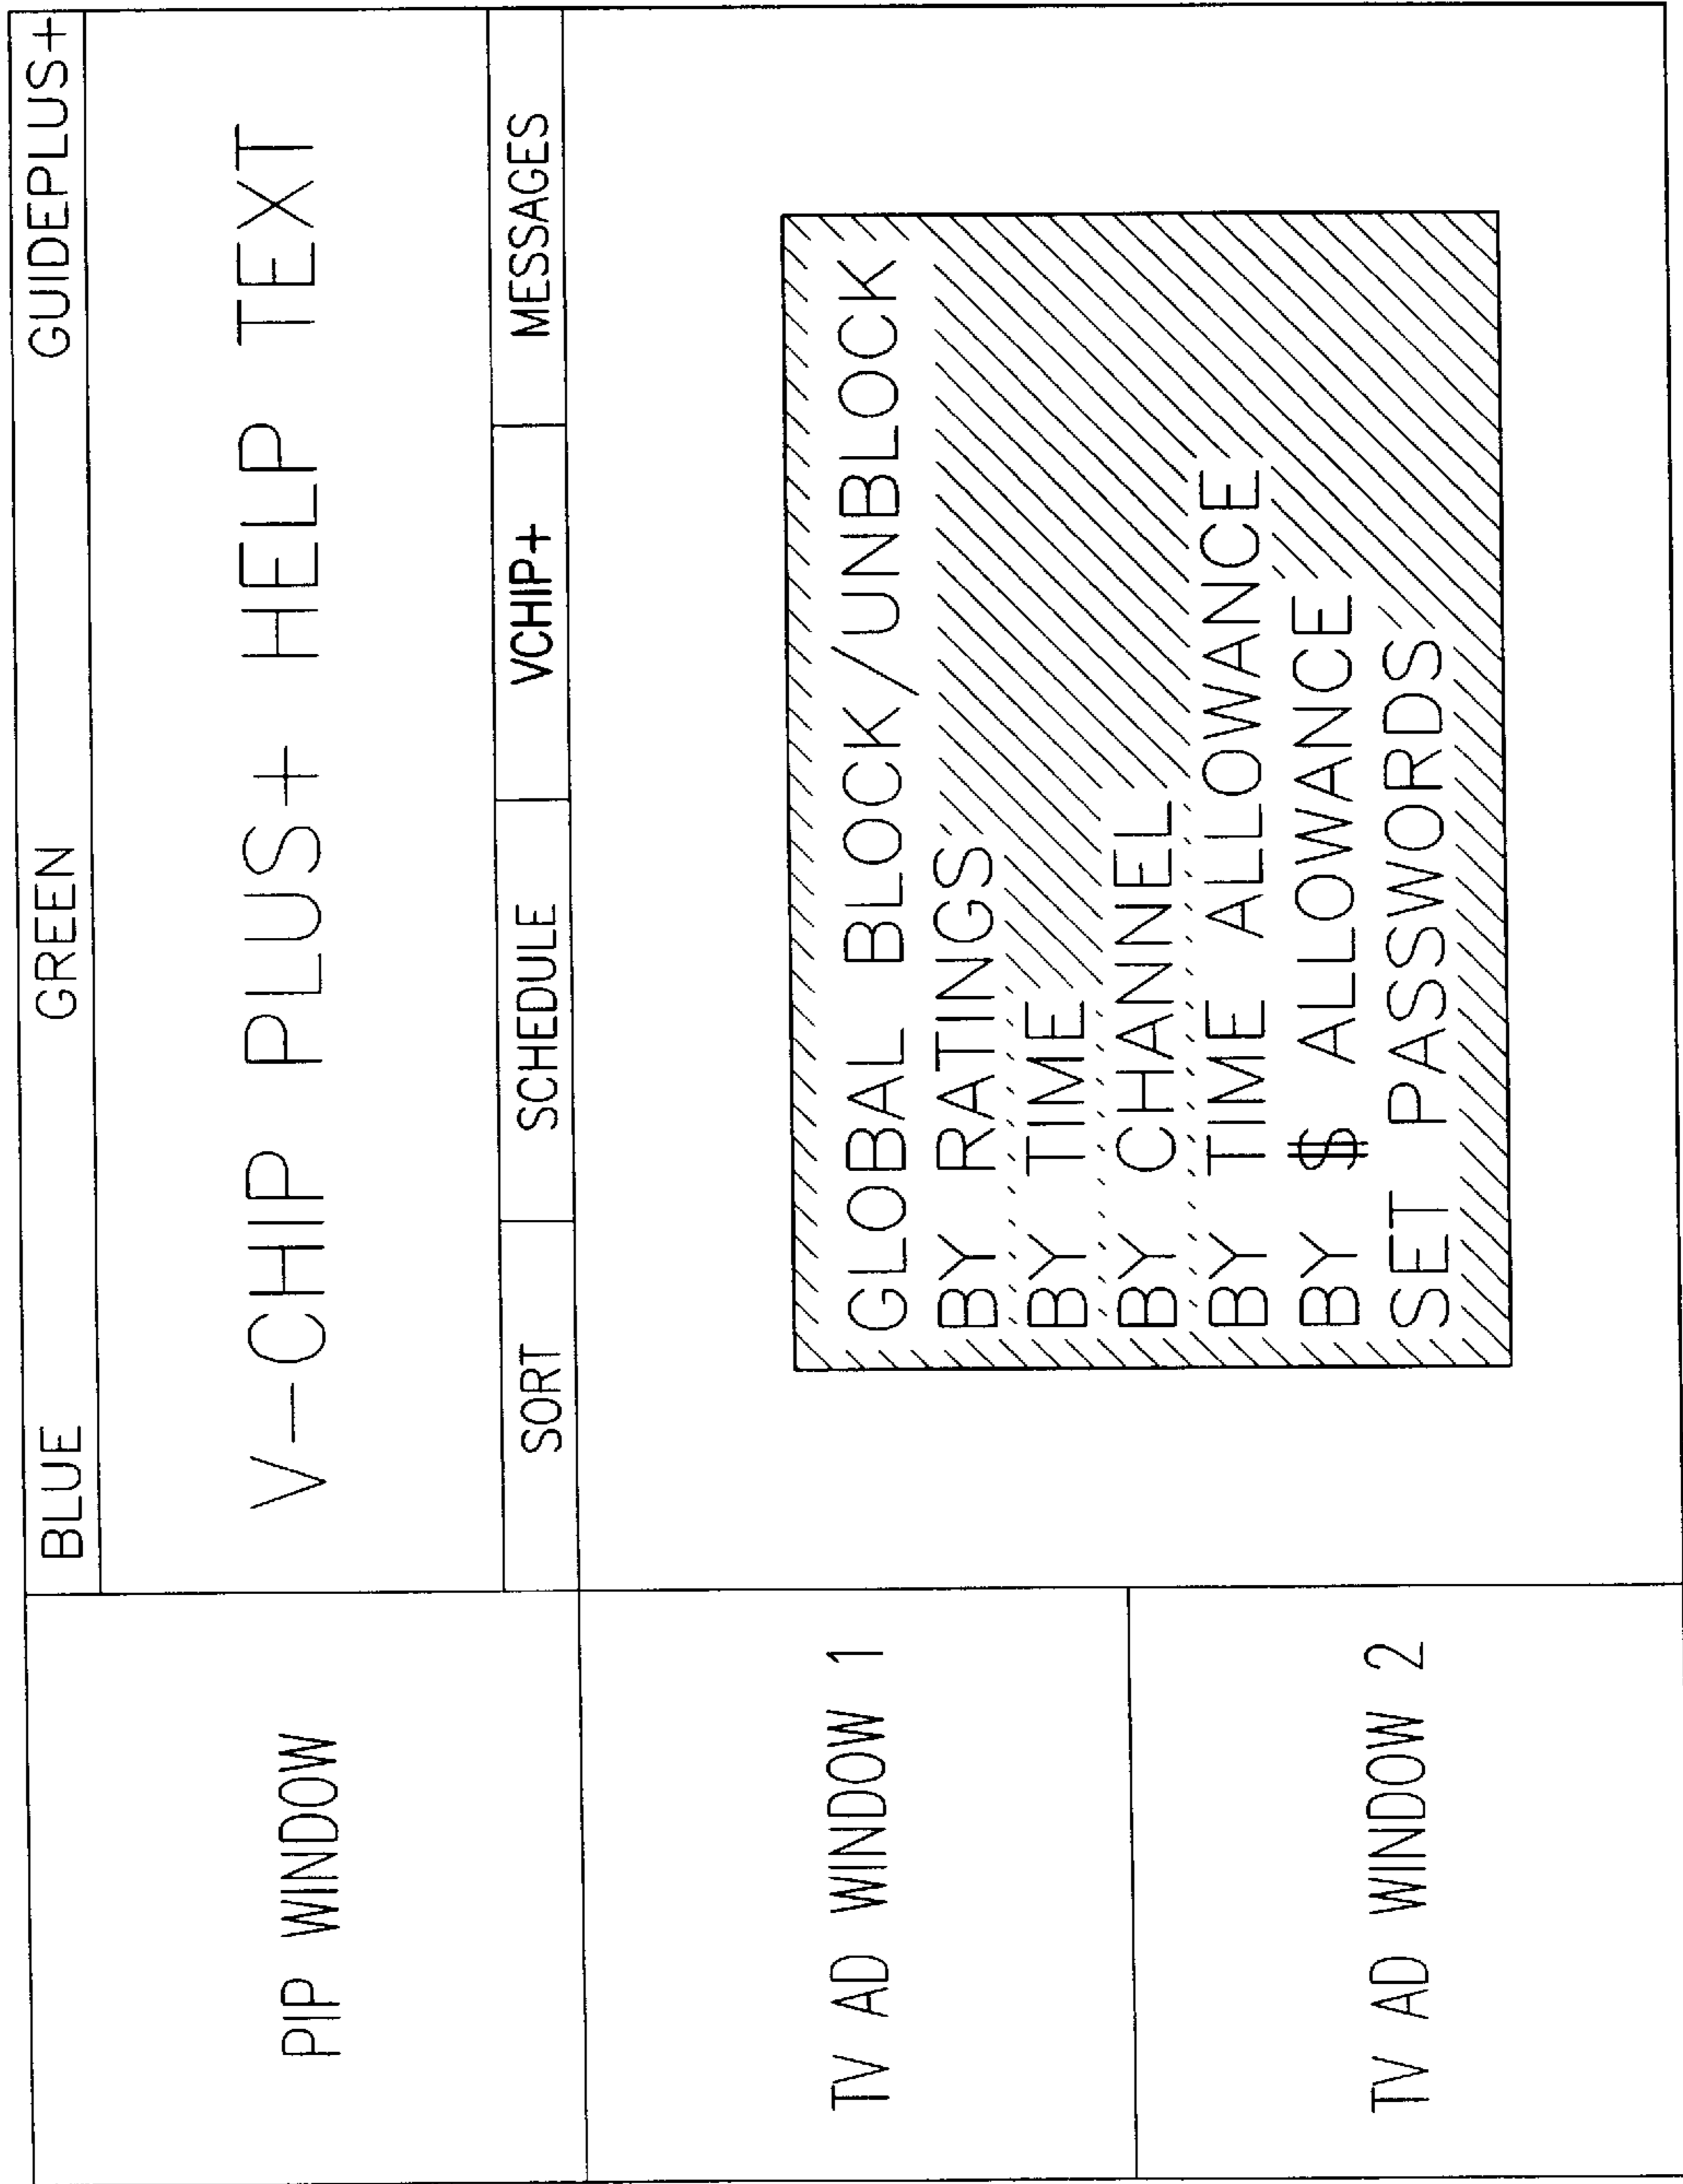 BLUE GREEN GUIDEPLUS+
PIP WINDOW
V-CHIP PLUS+ HELP TEXT
SORT SCHEDULE VCHIP+ MESSAGES
TV AD WINDOW 1
TV AD WINDOW 2
GLOBAL BLOCK/UNBLOCK
BY RATINGS
BY TIME
BY CHANNEL
BY TIME ALLOWANCE
BY $ ALLOWANCE
SET PASSWORDS